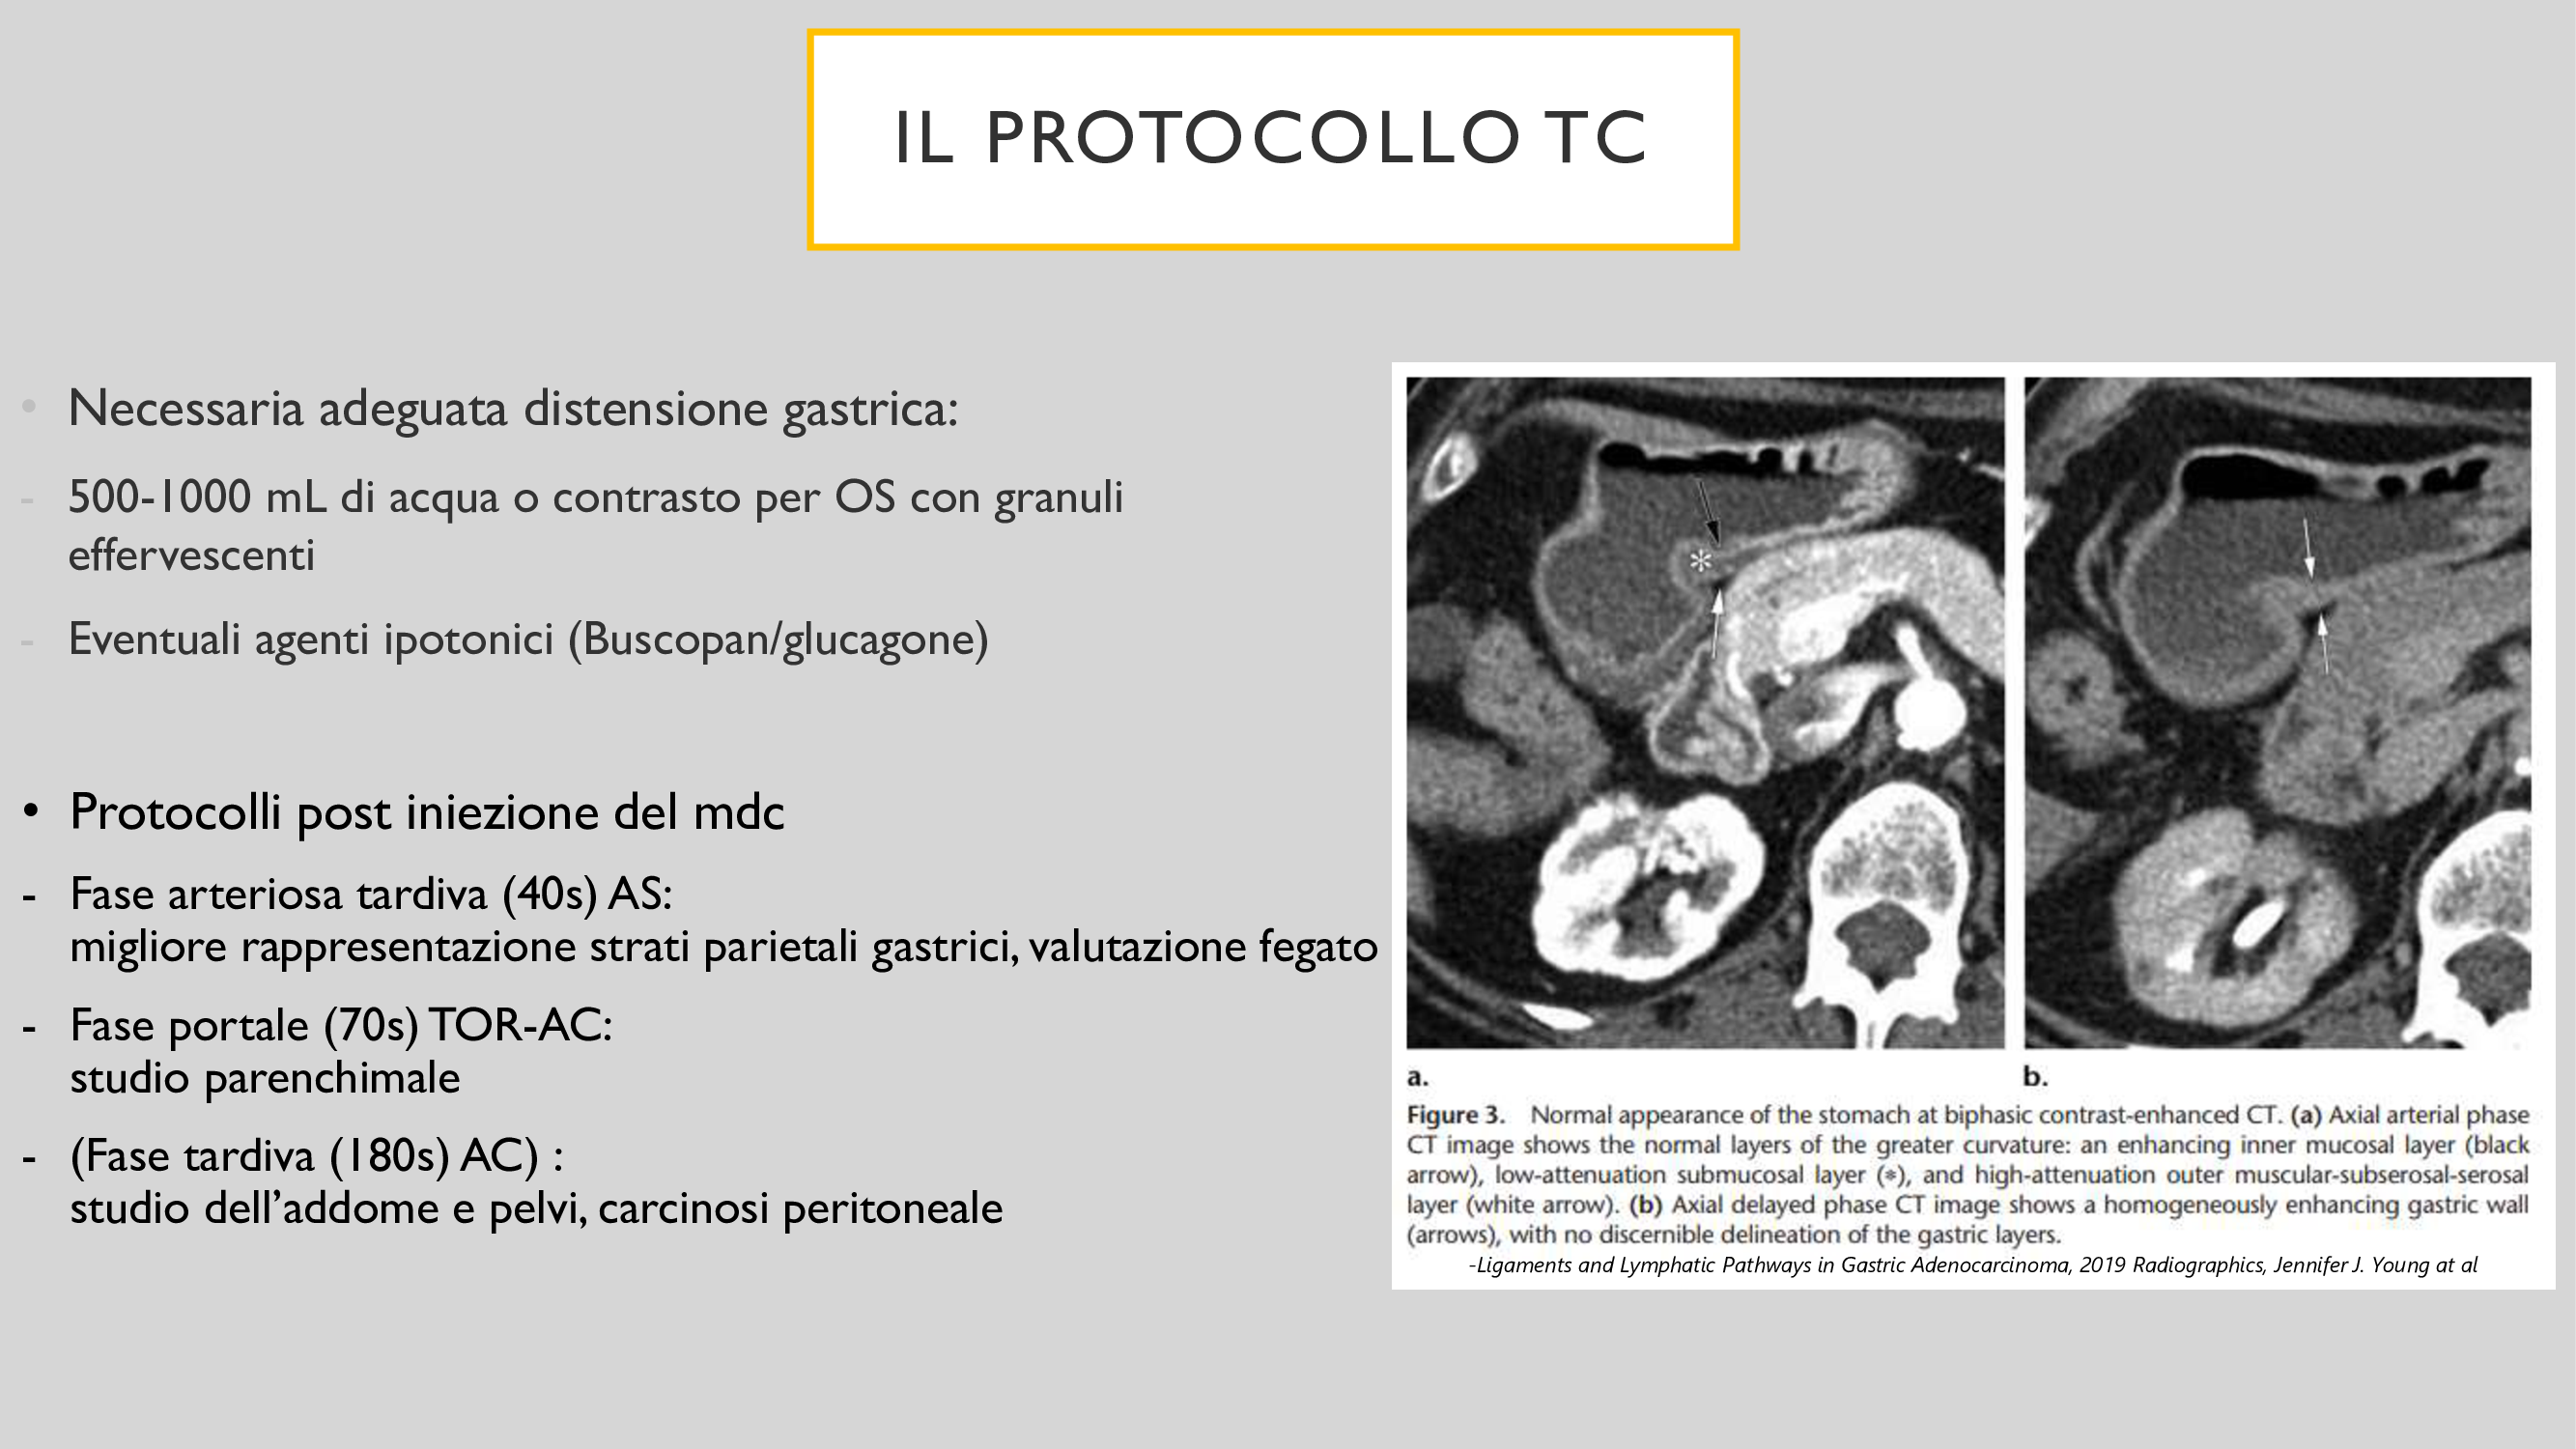 IL PROTOCOLLO TC
• Necessaria adeguata distensione gastrica:
- 500-1000 mL di acqua o contrasto per OS con granuli
effervescenti
- Eventuali agenti ipotonici (Buscopan/glucagone)
• Protocolli post iniezione del mdc
- Fase arteriosa tardiva (40s) AS:
migliore rappresentazione strati parietali gastrici, valutazione fegato
- Fase portale (70s) TOR-AC:
studio parenchimale
- (Fase tardiva (180s) AC) :
studio dell’addome e pelvi, carcinosi peritoneale
*
a. b.
Figure 3. Normal appearance of the stomach at biphasic contrast-enhanced CT. (a) Axial arterial phase
CT image shows the normal layers of the greater curvature: an enhancing inner mucosal layer (black
arrow), low-attenuation submucosal layer (*), and high-attenuation outer muscular-subserosal-serosal
layer (white arrow). (b) Axial delayed phase CT image shows a homogeneously enhancing gastric wall
(arrows), with no discernible delineation of the gastric layers.
-Ligaments and Lymphatic Pathways in Gastric Adenocarcinoma, 2019 Radiographics, Jennifer J. Young at al